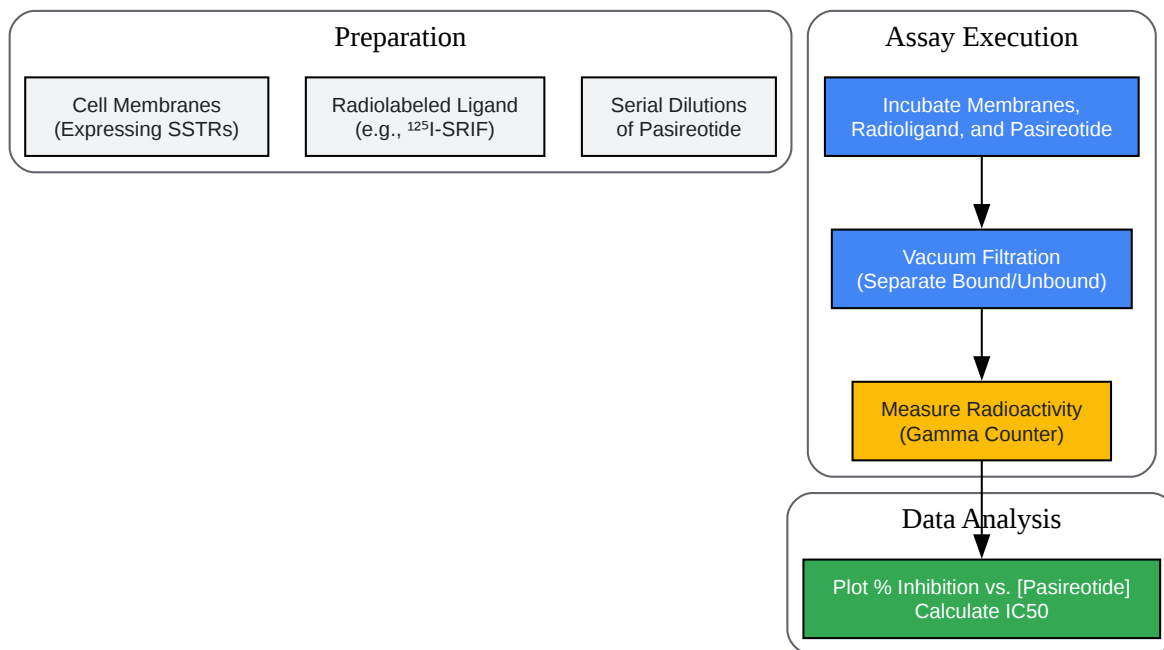 Preparation
Cell Membranes
(Expressing SSTRs)
Radiolabeled Ligand
(e.g., ¹²⁵I-SRIF)
Serial Dilutions
of Pasireotide
Assay Execution
Incubate Membranes,
Radioligand, and Pasireotide
Vacuum Filtration
(Separate Bound/Unbound)
Measure Radioactivity
(Gamma Counter)
Data Analysis
Plot % Inhibition vs. [Pasireotide]
Calculate IC50